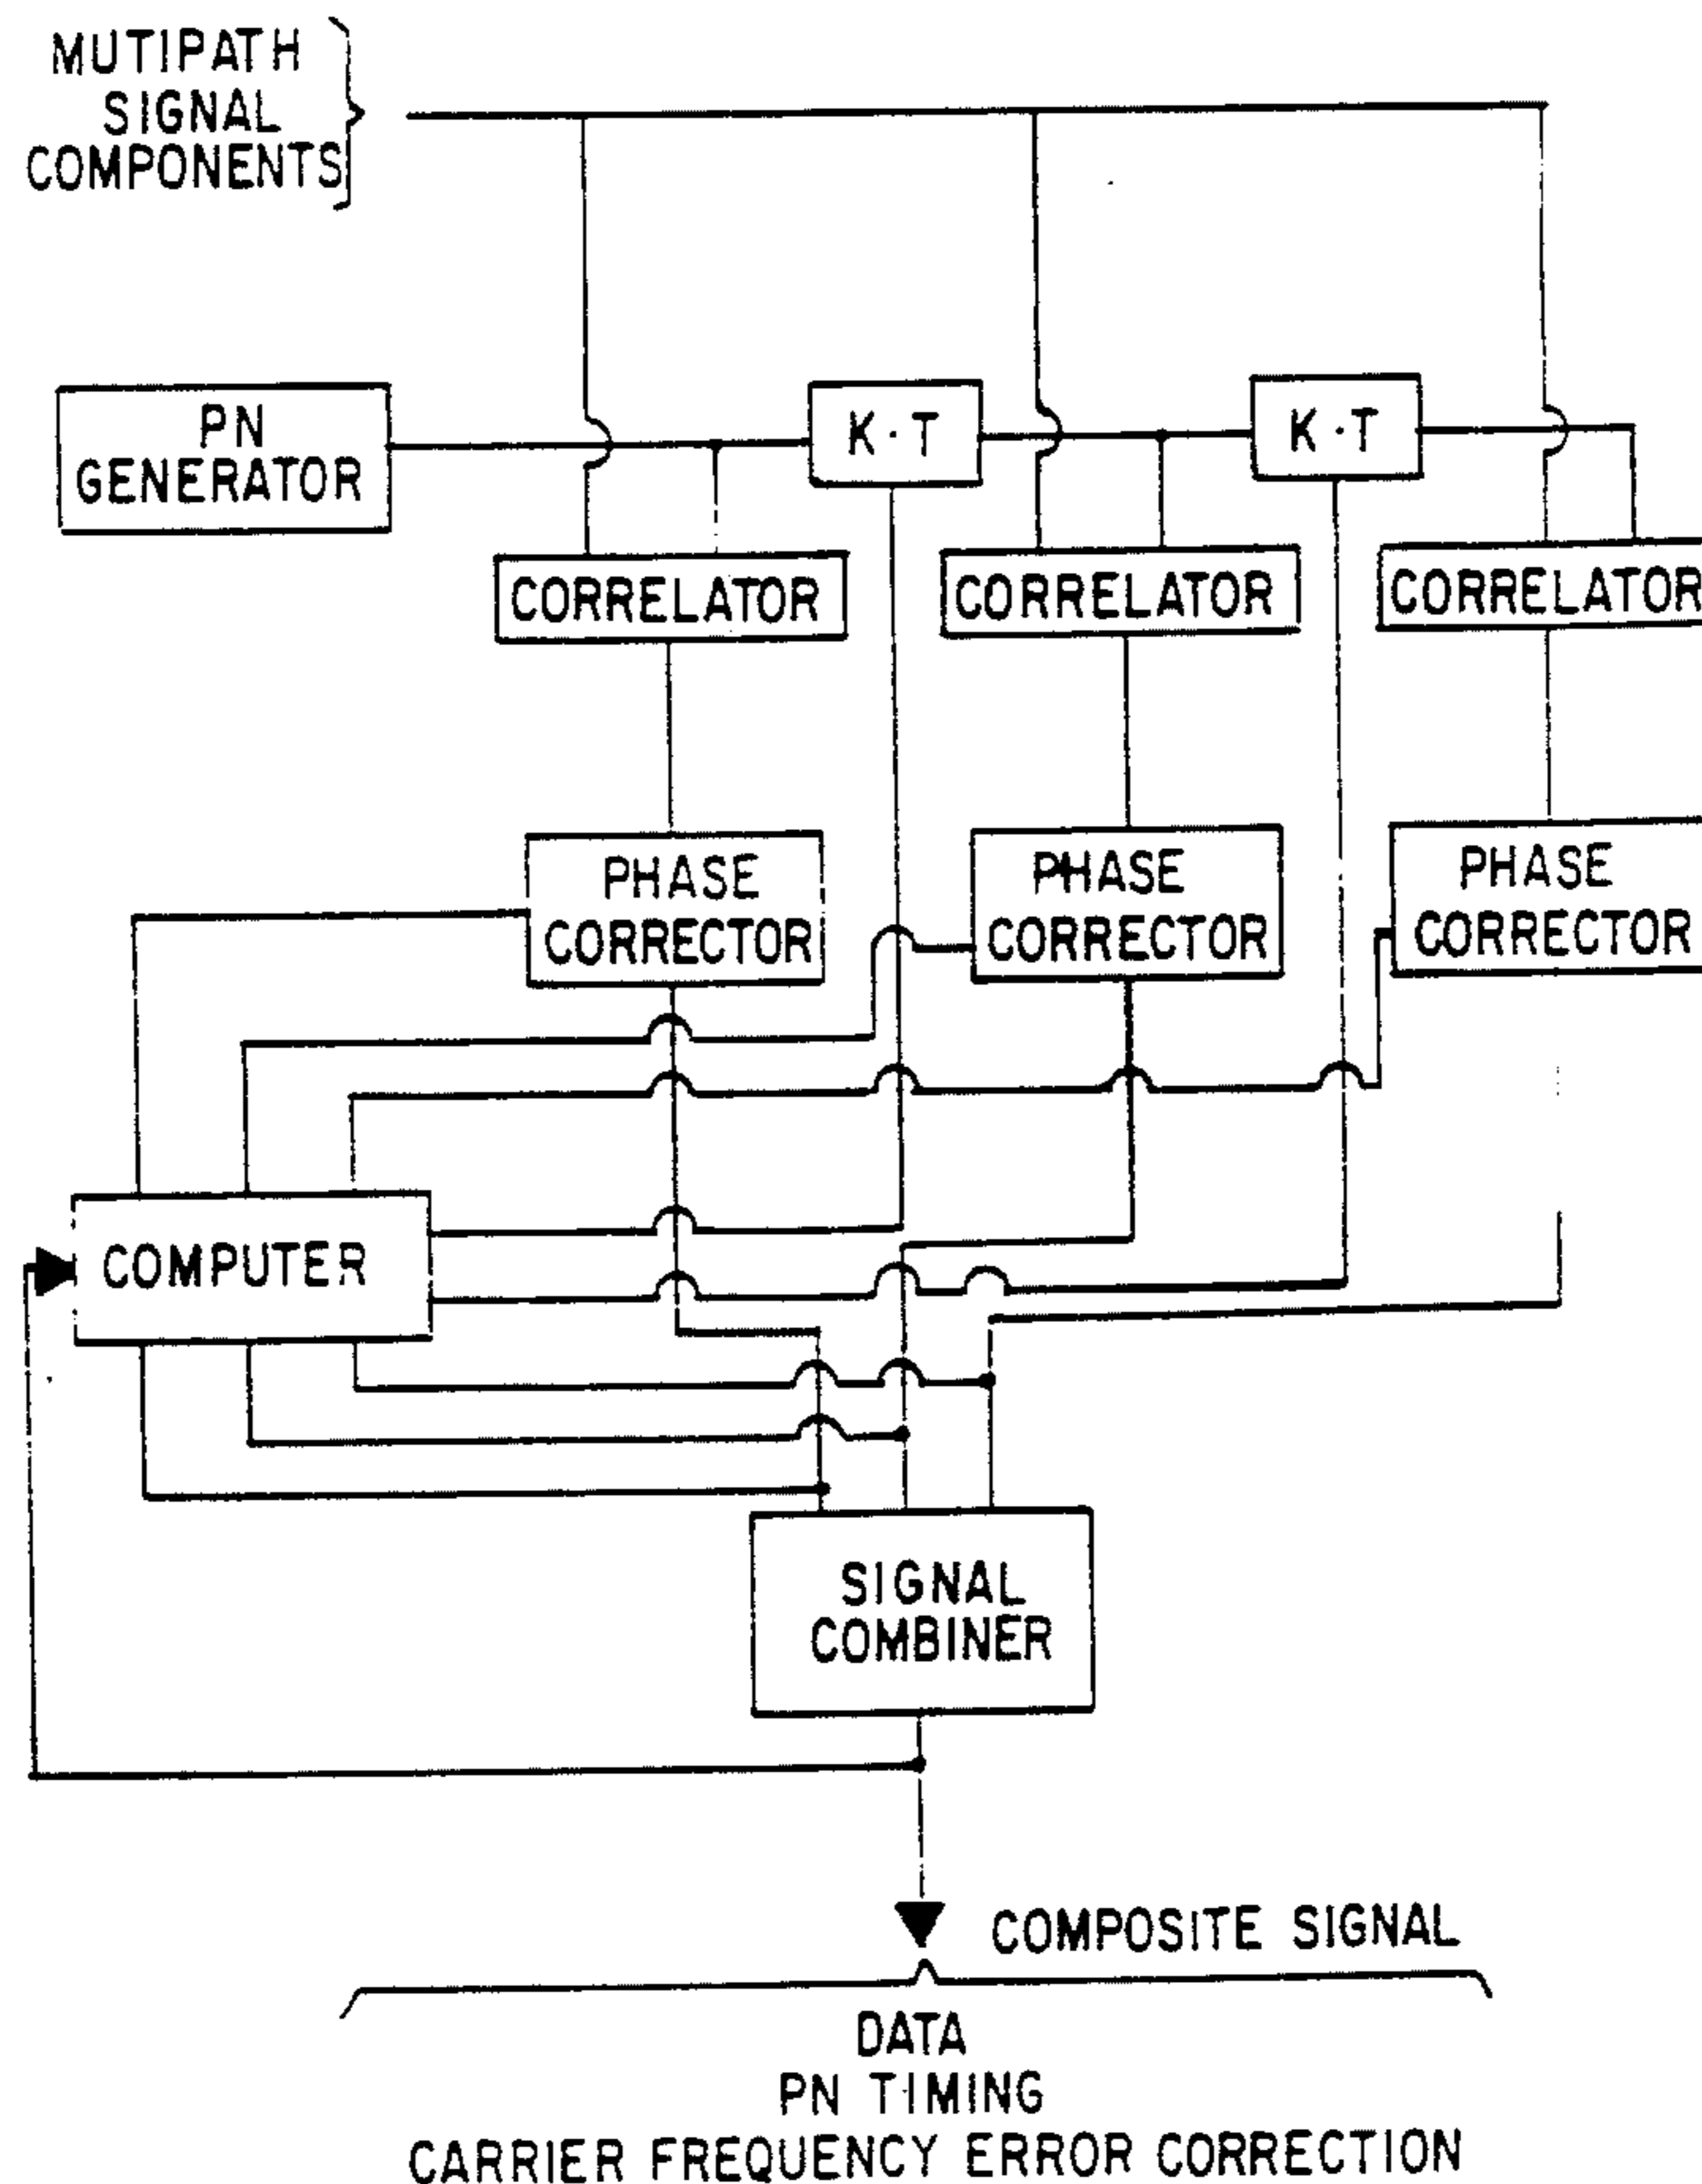 MUTIPATH
SIGNAL
COMPONENTS
PN
GENERATOR
K·T
K·T
CORRELATOR
CORRELATOR
CORRELATOR
PHASE
CORRECTOR
PHASE
CORRECTOR
PHASE
CORRECTOR
COMPUTER
SIGNAL
COMBINER
COMPOSITE SIGNAL
DATA
PN TIMING
CARRIER FREQUENCY ERROR CORRECTION